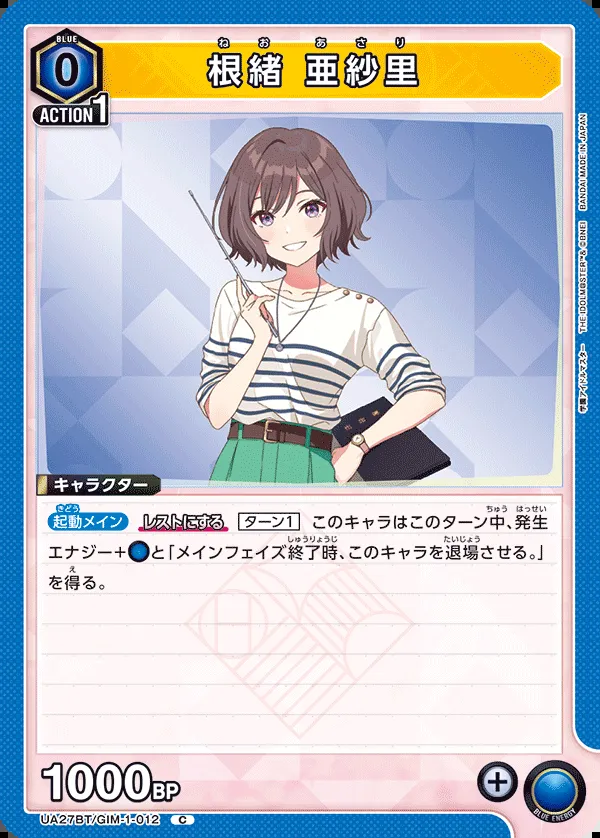 BLUE
0
ACTION 1
ねお あさり
根緒 亜紗里
学園アイドルマスター THE IDOLM@STER™& ©BNEI BANDAI MADE IN JAPAN
出席簿
キャラクター
きどう ちゅう はっせい
起動メイン レストにする ターン1 このキャラはこのターン中、発生
しゅうりょうじ たいじょう
エナジー+と「メインフェイズ終了時、このキャラを退場させる。」
え
を得る。
1000BP
+
BLUE ENERGY
UA27BT/GIM-1-012 C